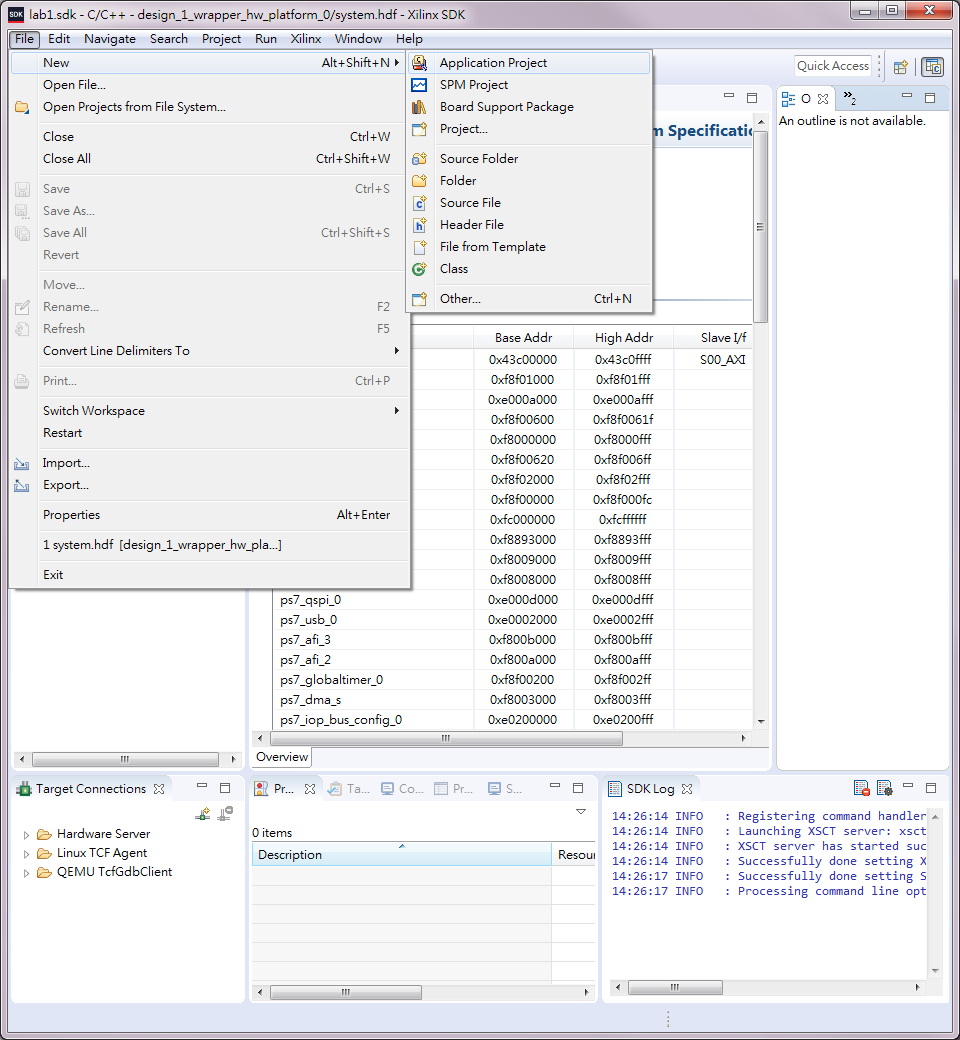 SDK lab1.sdk - C/C++ - design_1_wrapper_hw_platform_0/system.hdf - Xilinx SDK
File Edit Navigate Search Project Run Xilinx Window Help
New Alt+Shift+N
Open File...
Open Projects from File System...
Close Ctrl+W
Close All Ctrl+Shift+W
Save Ctrl+S
Save As...
Save All Ctrl+Shift+S
Revert
Move...
Rename... F2
Refresh F5
Convert Line Delimiters To
Print... Ctrl+P
Switch Workspace
Restart
Import...
Export...
Properties Alt+Enter
1 system.hdf [design_1_wrapper_hw_pla...]
Exit
Application Project
SPM Project
Board Support Package
Project...
Source Folder
Folder
Source File
Header File
File from Template
Class
Other... Ctrl+N
Quick Access
O »2
An outline is not available.
m Specificatio
Base Addr High Addr Slave I/f
0x43c00000 0x43c0ffff S00_AXI
0xf8f01000 0xf8f01fff
0xe000a000 0xe000afff
0xf8f00600 0xf8f0061f
0xf8000000 0xf8000fff
0xf8f00620 0xf8f006ff
0xf8f02000 0xf8f02fff
0xf8f00000 0xf8f000fc
0xfc000000 0xfcffffff
0xf8893000 0xf8893fff
0xf8009000 0xf8009fff
0xf8008000 0xf8008fff
ps7_qspi_0 0xe000d000 0xe000dfff
ps7_usb_0 0xe0002000 0xe0002fff
ps7_afi_3 0xf800b000 0xf800bfff
ps7_afi_2 0xf800a000 0xf800afff
ps7_globaltimer_0 0xf8f00200 0xf8f002ff
ps7_dma_s 0xf8003000 0xf8003fff
ps7_iop_bus_config_0 0xe0200000 0xe0200fff
Overview
Target Connections
Hardware Server
Linux TCF Agent
QEMU TcfGdbClient
Pr... Ta... Co... Pr... S...
0 items
Description Resou
SDK Log
14:26:14 INFO : Registering command handler
14:26:14 INFO : Launching XSCT server: xsct
14:26:14 INFO : XSCT server has started suc
14:26:14 INFO : Successfully done setting X
14:26:17 INFO : Successfully done setting S
14:26:17 INFO : Processing command line opt